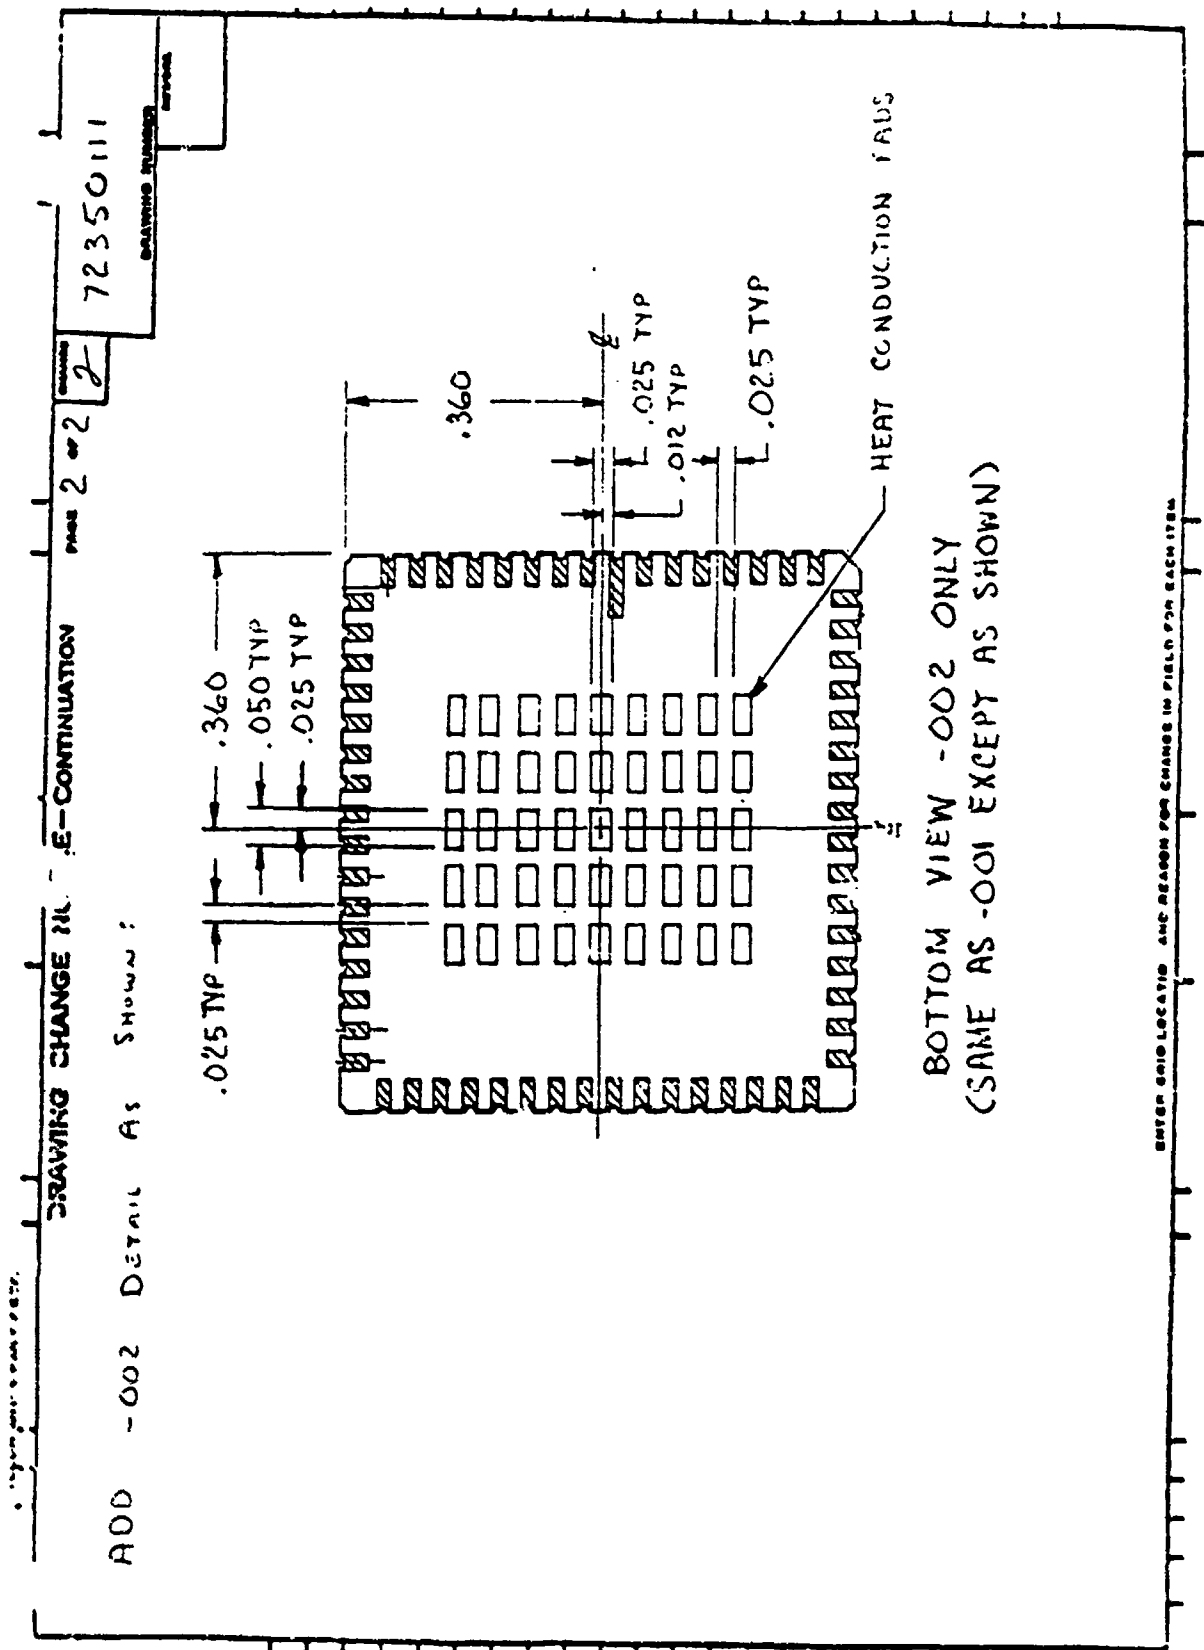 PAGE 2 OF 2
2
72350111
DRAWING NUMBER
ADD -002 DETAIL AS SHOWN:
.360
.050 TYP
.025 TYP
.025 TYP
.360
.025 TYP
.012 TYP
.025 TYP
HEAT CONDUCTION PADS
BOTTOM VIEW -002 ONLY
(SAME AS -001 EXCEPT AS SHOWN)
DRAWING CHANGE E-CONTINUATION
ENTER GRID LOCATIO AND REASON FOR CHANGE IN FIELD FOR EACH ITEM